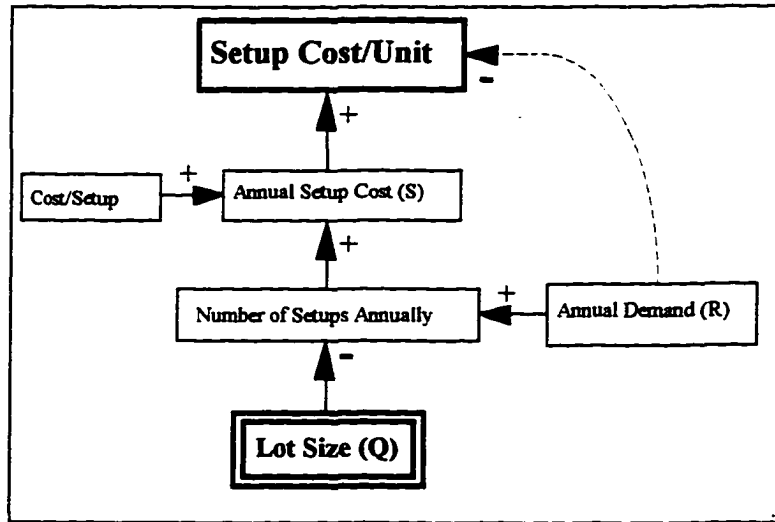 Setup Cost/Unit
-
+
+
Cost/Setup
Annual Setup Cost (S)
+
+
Number of Setups Annually
Annual Demand (R)
-
Lot Size (Q)